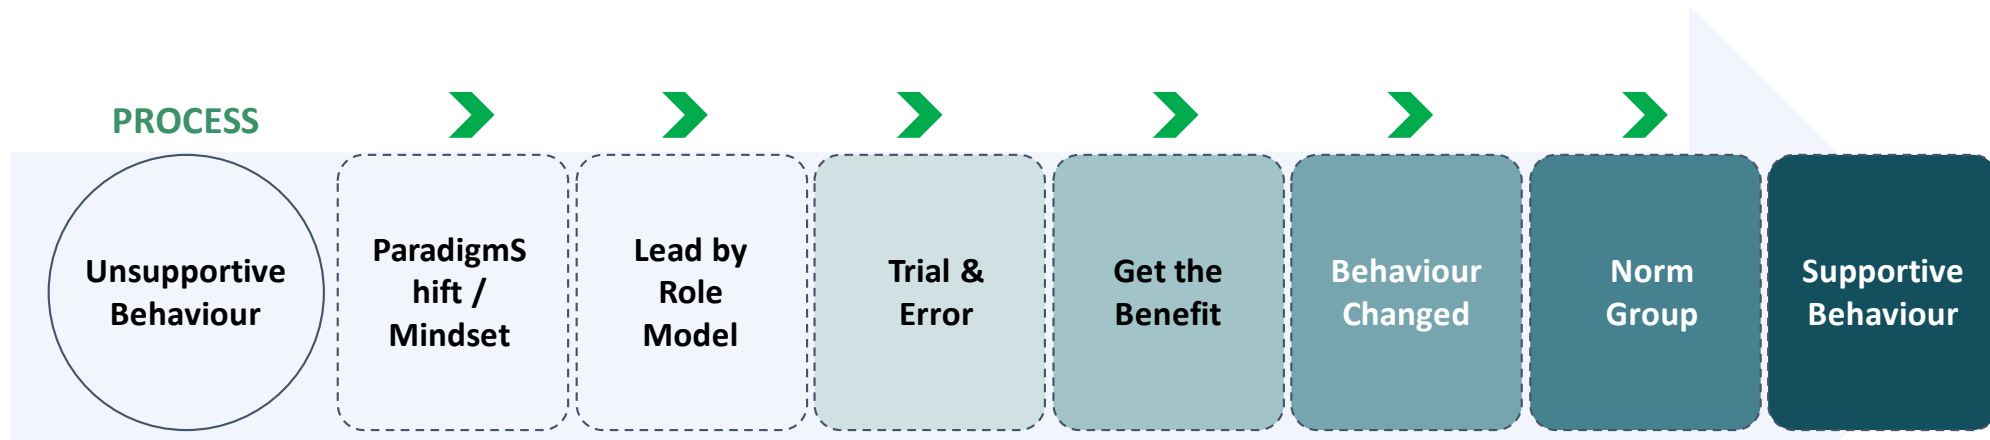 PROCESS
Unsupportive
Behaviour
ParadigmS
hift /
Mindset
Lead by
Role
Model
Trial &
Error
Get the
Benefit
Behaviour
Changed
Norm
Group
Supportive
Behaviour